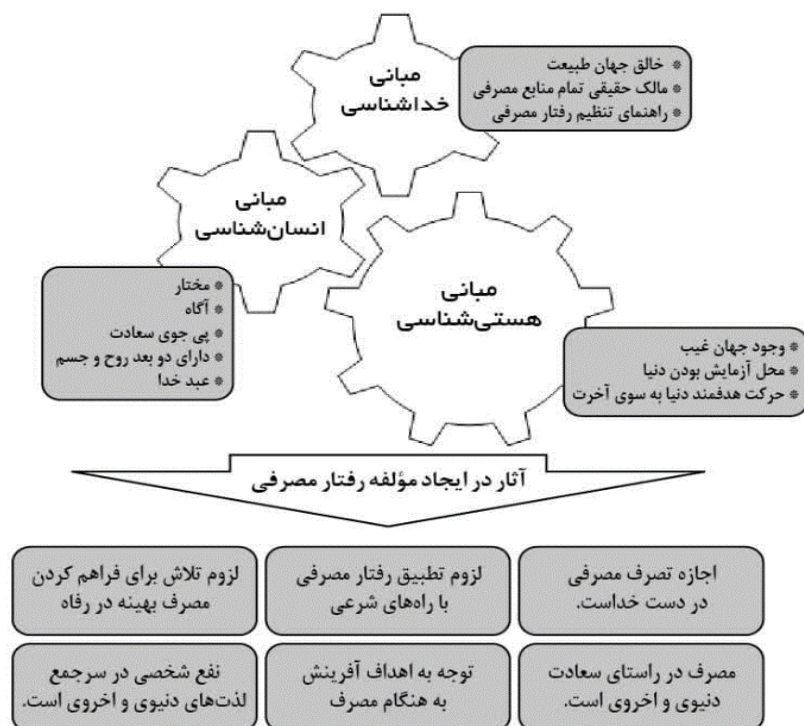 مبانی
خداشناسی
* خالق جهان طبیعت
* مالک حقیقی تمام منابع مصرفی
* راهنمای تنظیم رفتار مصرفی
مبانی
انسان‌شناسی
* مختار
* آگاه
* پی جوی سعادت
* دارای دو بعد روح و جسم
* عبد خدا
مبانی
هستی‌شناسی
* وجود جهان غیب
* محل آزمایش بودن دنیا
* حرکت هدفمند دنیا به سوی آخرت
آثار در ایجاد مؤلفه رفتار مصرفی
اجازه تصرف مصرفی
در دست خداست.
لزوم تطبیق رفتار مصرفی
با راه‌های شرعی
لزوم تلاش برای فراهم کردن
مصرف بهینه در رفاه
مصرف در راستای سعادت
دنیوی و اخروی است.
توجه به اهداف آفرینش
به هنگام مصرف
نفع شخصی در سرجمع
لذت‌های دنیوی و اخروی است.